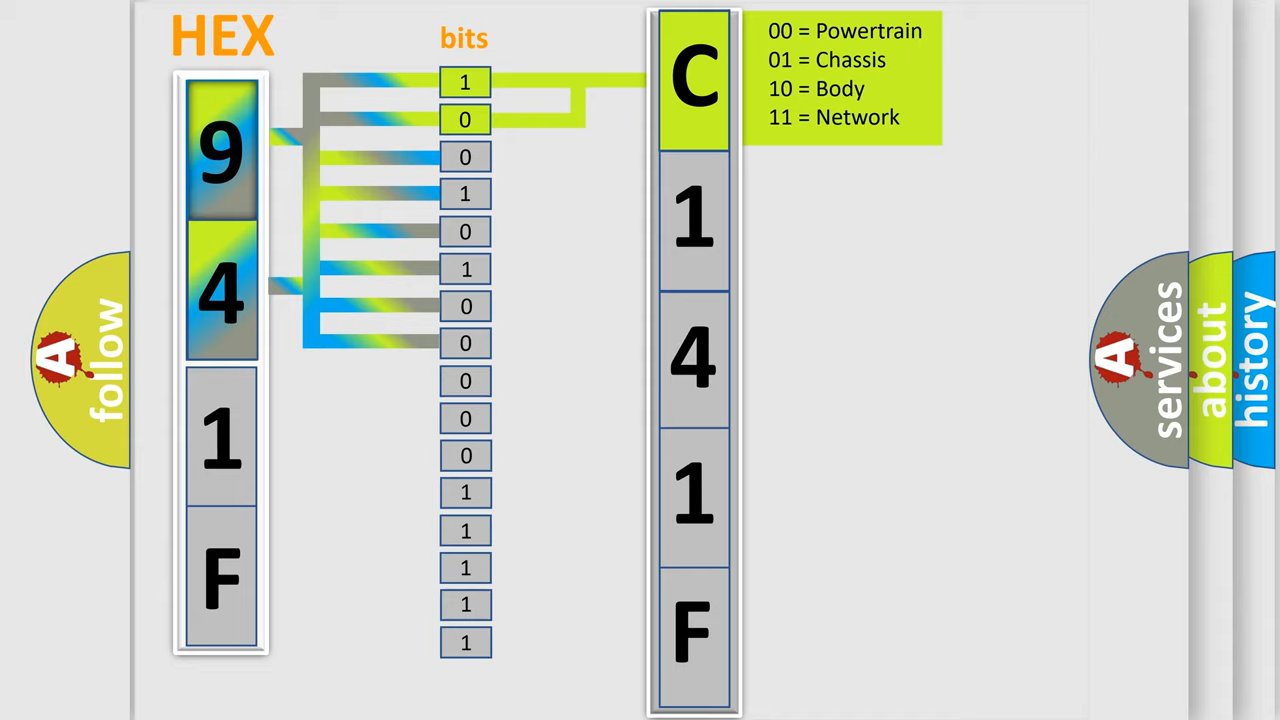 HEX
bits
9
4
1
F
1
0
0
1
0
1
0
0
0
0
0
1
1
1
1
1
C
1
4
1
F
00 = Powertrain
01 = Chassis
10 = Body
11 = Network
A
follow
A
services
about
history